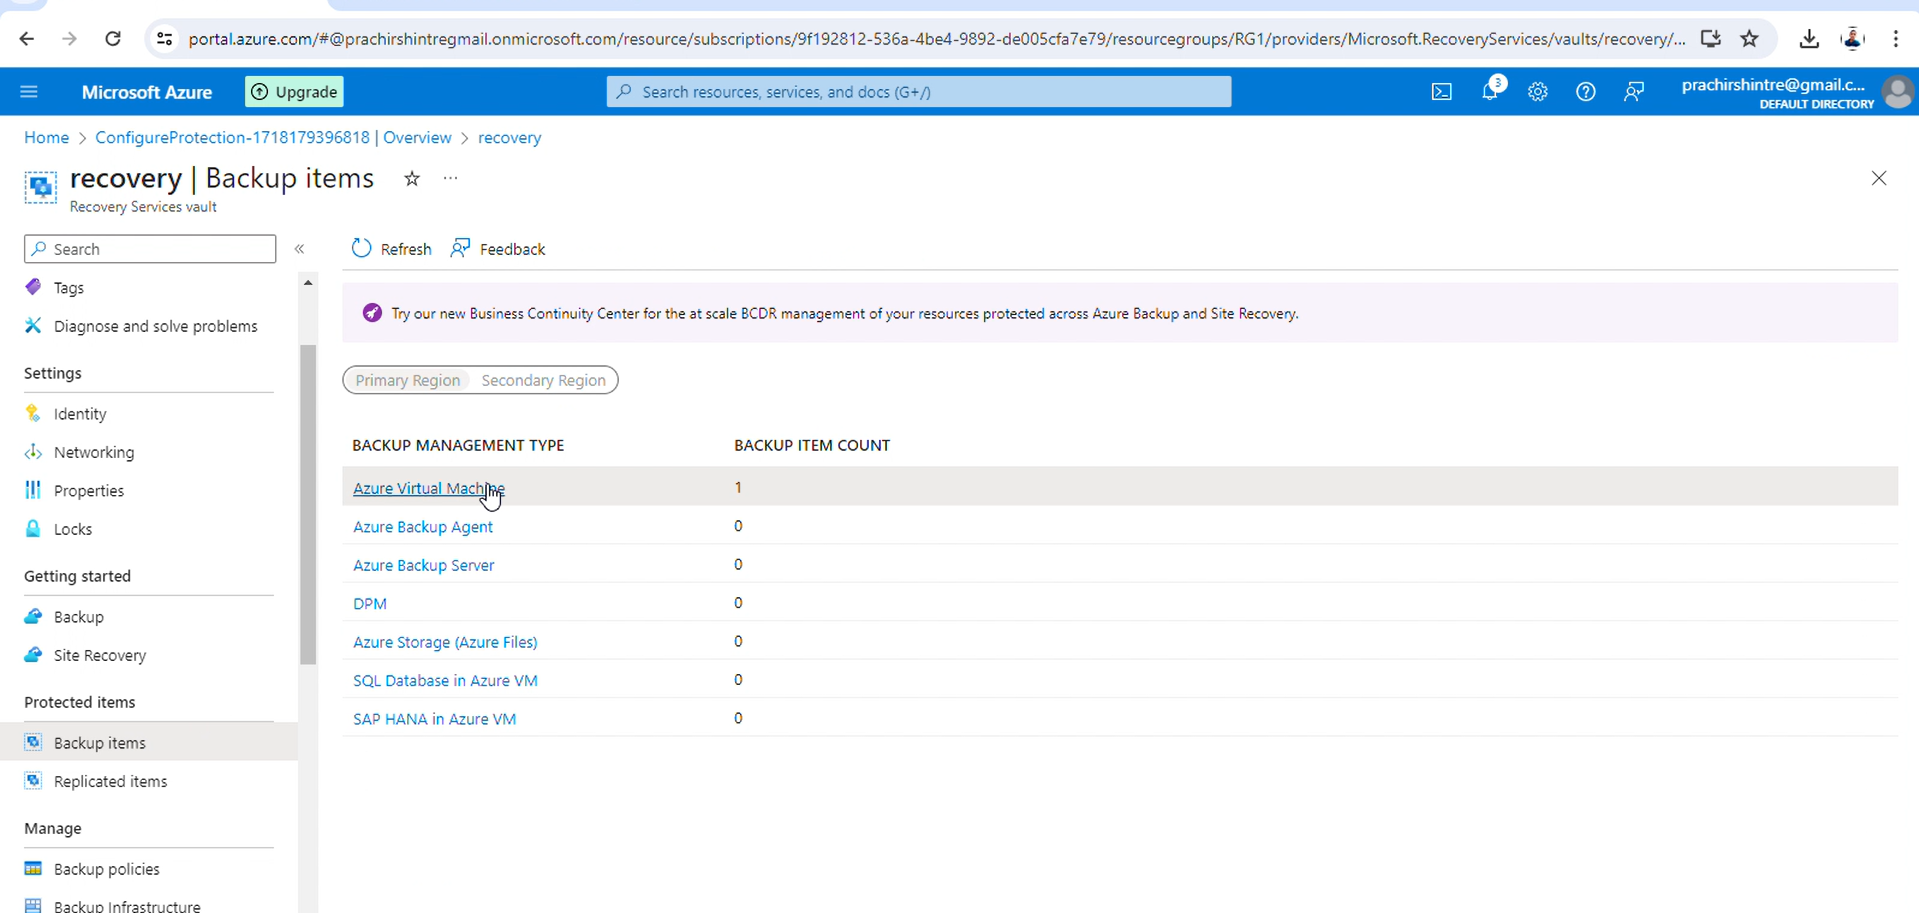 portal.azure.com/#@prachirshintregmail.onmicrosoft.com/resource/subscriptions/9f192812-536a-4be4-9892-de005cfa7e79/resourcegroups/RG1/providers/Microsoft.RecoveryServices/vaults/recovery/...
Microsoft Azure
Upgrade
Search resources, services, and docs (G+/)
3
prachirshintre@gmail.c...
DEFAULT DIRECTORY
Home > ConfigureProtection-1718179396818 | Overview > recovery
recovery | Backup items
Recovery Services vault
Search
Tags
Diagnose and solve problems
Settings
Identity
Networking
Properties
Locks
Getting started
Backup
Site Recovery
Protected items
Backup items
Replicated items
Manage
Backup policies
Backup Infrastructure
Refresh
Feedback
Try our new Business Continuity Center for the at scale BCDR management of your resources protected across Azure Backup and Site Recovery.
Primary Region
Secondary Region
BACKUP MANAGEMENT TYPE BACKUP ITEM COUNT
Azure Virtual Machine 1
Azure Backup Agent 0
Azure Backup Server 0
DPM 0
Azure Storage (Azure Files) 0
SQL Database in Azure VM 0
SAP HANA in Azure VM 0